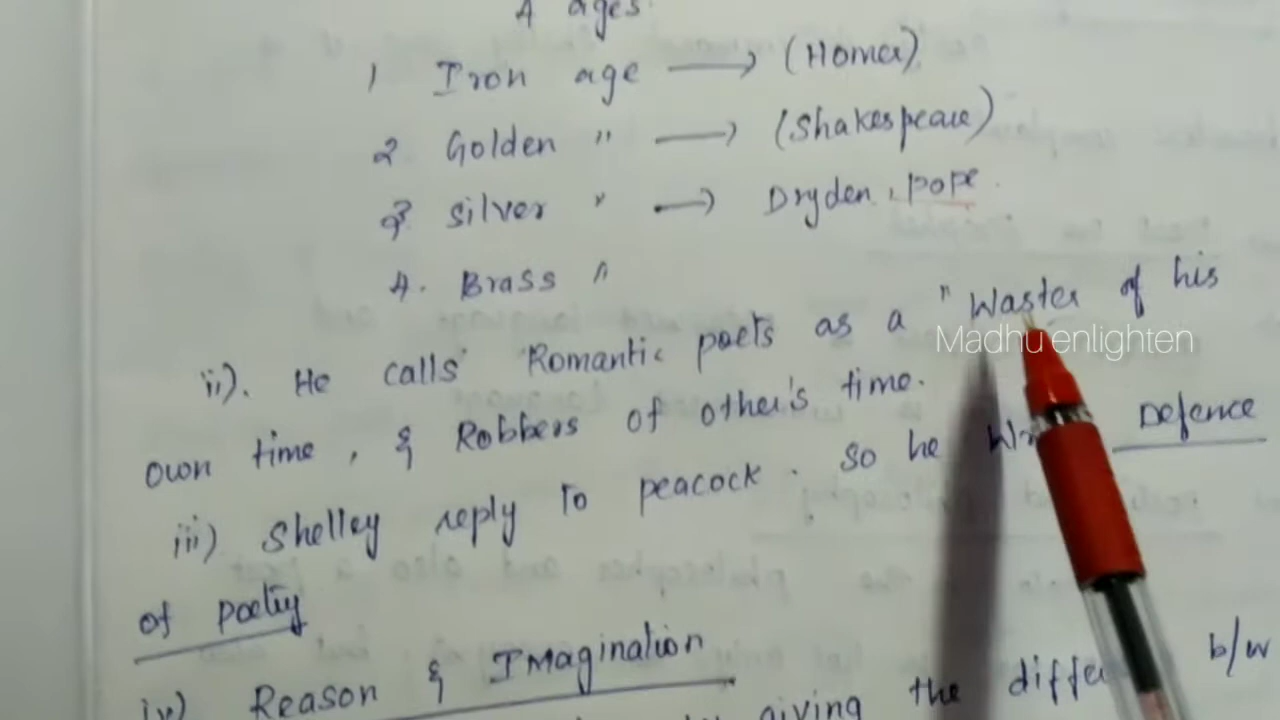 4 ages
1 Iron age → (Homer)
2 Golden " → (Shakespeare)
3 Silver " → Dryden, pope.
4. Brass "
ii). He calls Romantic poets as a "Waster of his
Madhu enlighten
own time, & Robbers of other's time.
iii) Shelley reply to peacock. so he Defence
of poetry
iv) Reason & IMagination
giving the b/w